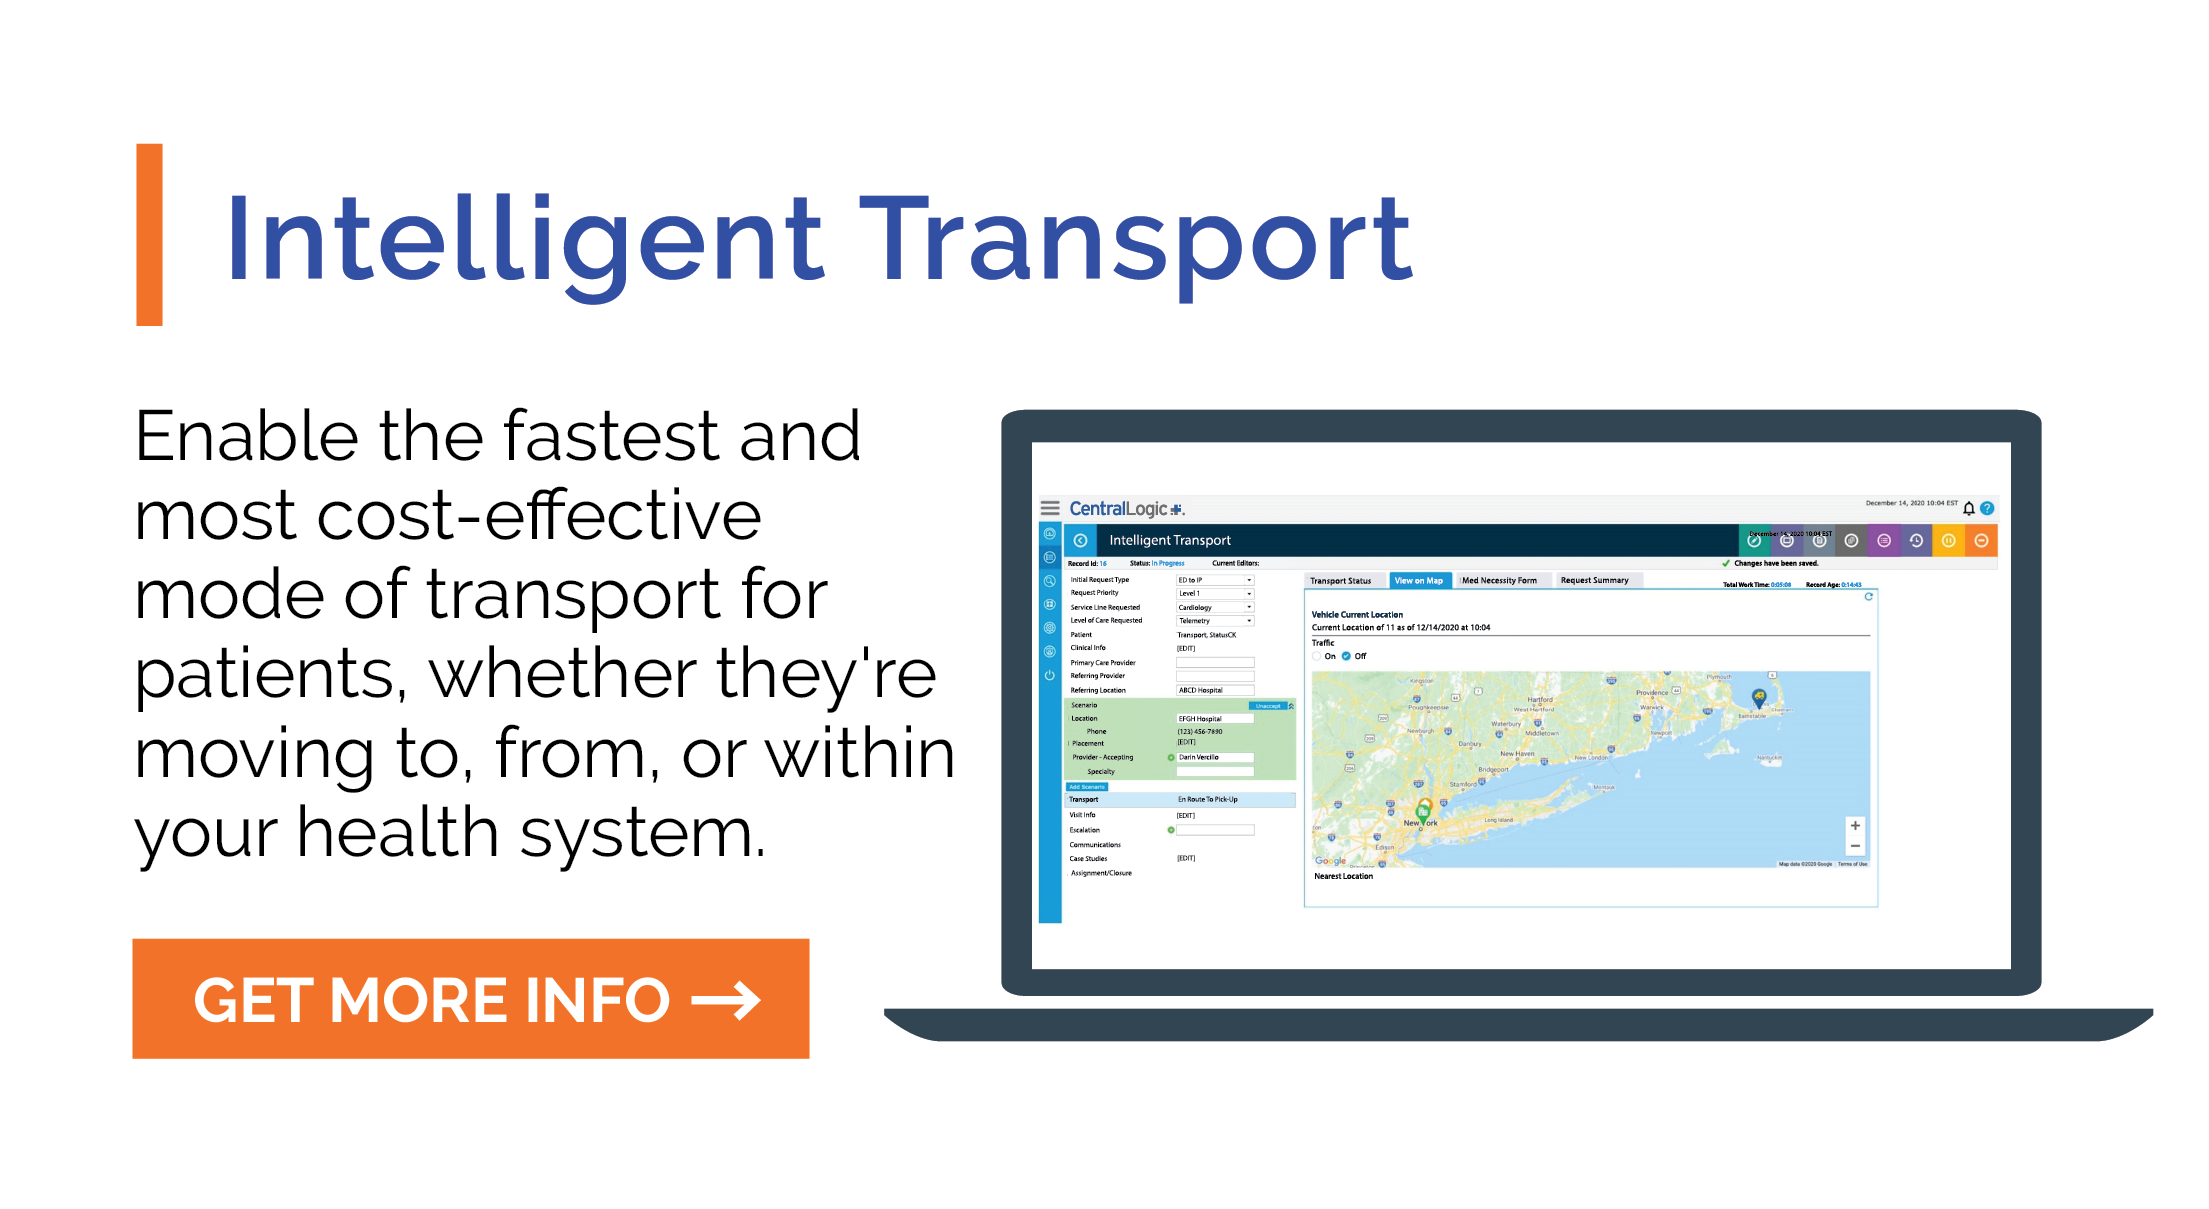 Intelligent Transport
Enable the fastest and
most cost-effective
mode of transport for
patients, whether they're
moving to, from, or within
your health system.
GET MORE INFO
CentralLogic
December 14, 2020 10:04 EST
Intelligent Transport
December 14, 2020 10:04 EST
Record Id: 16 Status: In Progress Current Editors:
Changes have been saved.
Total Work Time: 0:05:08 Record Age: 0:14:43
Initial Request Type ED to IP
Request Priority Level 1
Service Line Requested Cardiology
Level of Care Requested Telemetry
Patient Transport, StatusCK
Clinical Info [EDIT]
Primary Care Provider
Referring Provider
Referring Location ABCD Hospital
Scenario Unaccept
Location EFGH Hospital
Phone (123) 456-7890
Placement [EDIT]
Provider - Accepting Darin Vercillo
Specialty
Add Scenario
Transport En Route To Pick-Up
Visit Info [EDIT]
Escalation
Communications
Case Studies [EDIT]
Assignment/Closure
Transport Status View on Map Med Necessity Form Request Summary
Vehicle Current Location
Current Location of 11 as of 12/14/2020 at 10:04
Traffic
On Off
Kingston
Plymouth
Poughkeepsie
Hartford
West Hartford
Providence
Warwick
Barnstable
Newburgh
Waterbury
Middletown
Newport
Danbury
New Haven
New London
Nantucket
Bridgeport
Stamford
Montauk
New York
Long Island
Edison
Google
Map data ©2020 Google Terms of Use
Nearest Location